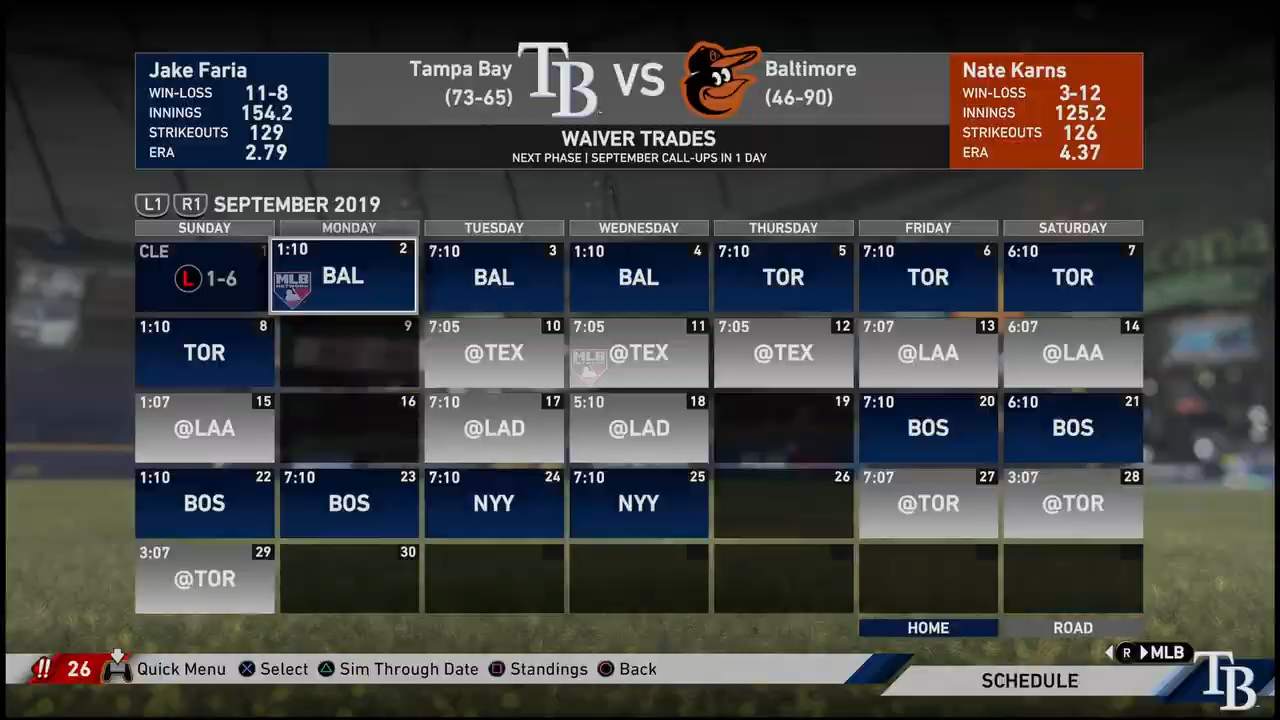 Jake Faria
WIN-LOSS 11-8
INNINGS 154.2
STRIKEOUTS 129
ERA 2.79
Tampa Bay
(73-65)
TB
VS
Baltimore
(46-90)
Nate Karns
WIN-LOSS 3-12
INNINGS 125.2
STRIKEOUTS 126
ERA 4.37
WAIVER TRADES
NEXT PHASE | SEPTEMBER CALL-UPS IN 1 DAY
L1 R1 SEPTEMBER 2019
SUNDAY MONDAY TUESDAY WEDNESDAY THURSDAY FRIDAY SATURDAY
CLE 1 1:10 2 7:10 3 1:10 4 7:10 5 7:10 6 6:10 7
L 1-6 MLB NETWORK BAL BAL BAL TOR TOR TOR
1:10 8 9 7:05 10 7:05 11 7:05 12 7:07 13 6:07 14
TOR @TEX MLB @TEX @TEX @LAA @LAA
1:07 15 16 7:10 17 5:10 18 19 7:10 20 6:10 21
@LAA @LAD @LAD BOS BOS
1:10 22 7:10 23 7:10 24 7:10 25 26 7:07 27 3:07 28
BOS BOS NYY NYY @TOR @TOR
3:07 29 30
@TOR
HOME ROAD
R MLB
!! 26 Quick Menu Select Sim Through Date Standings Back
SCHEDULE
TB